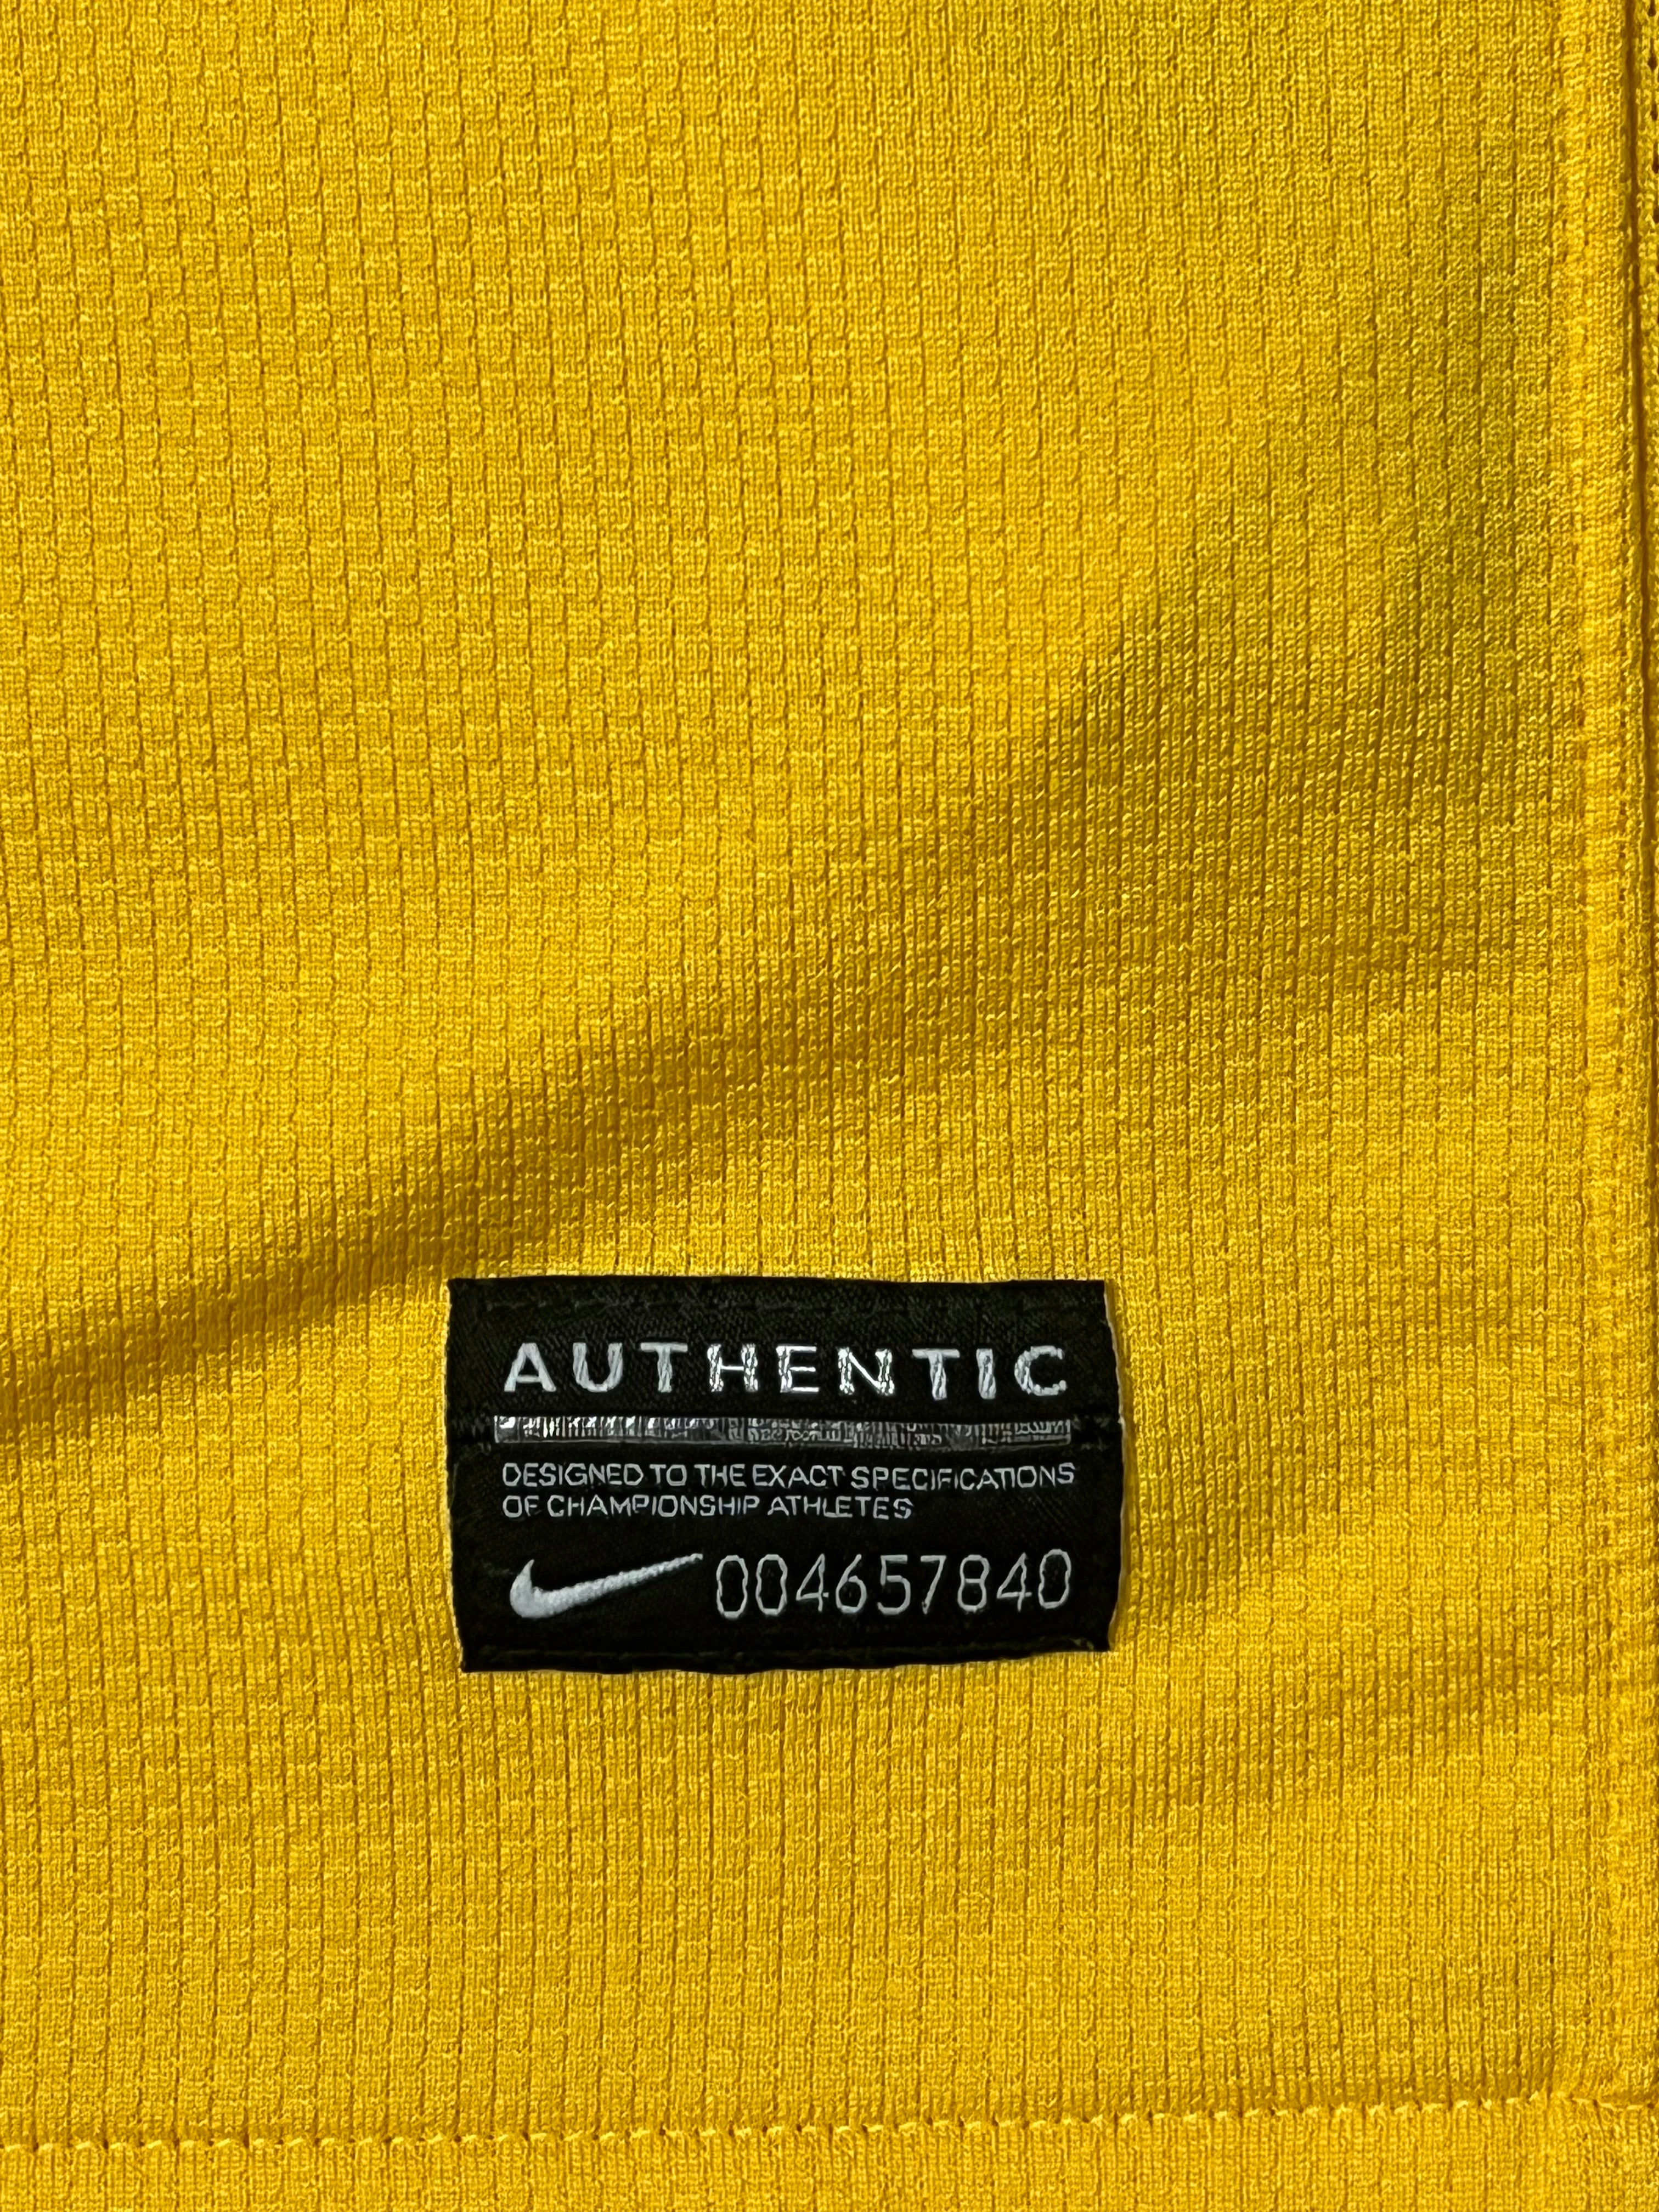 AUTHENTIC
DESIGNED TO THE EXACT SPECIFICATIONS
OF CHAMPIONSHIP ATHLETES
004657840